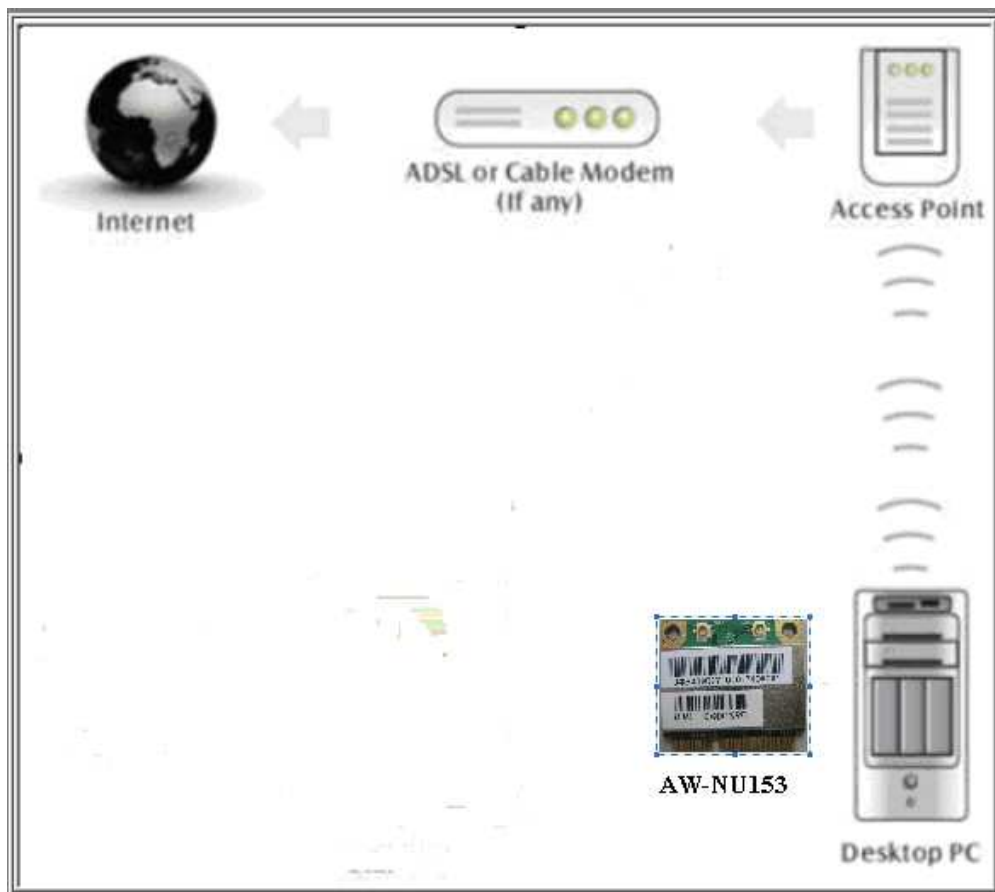 Internet
ADSL or Cable Modem
(If any)
Access Point
AW-NU153
Desktop PC